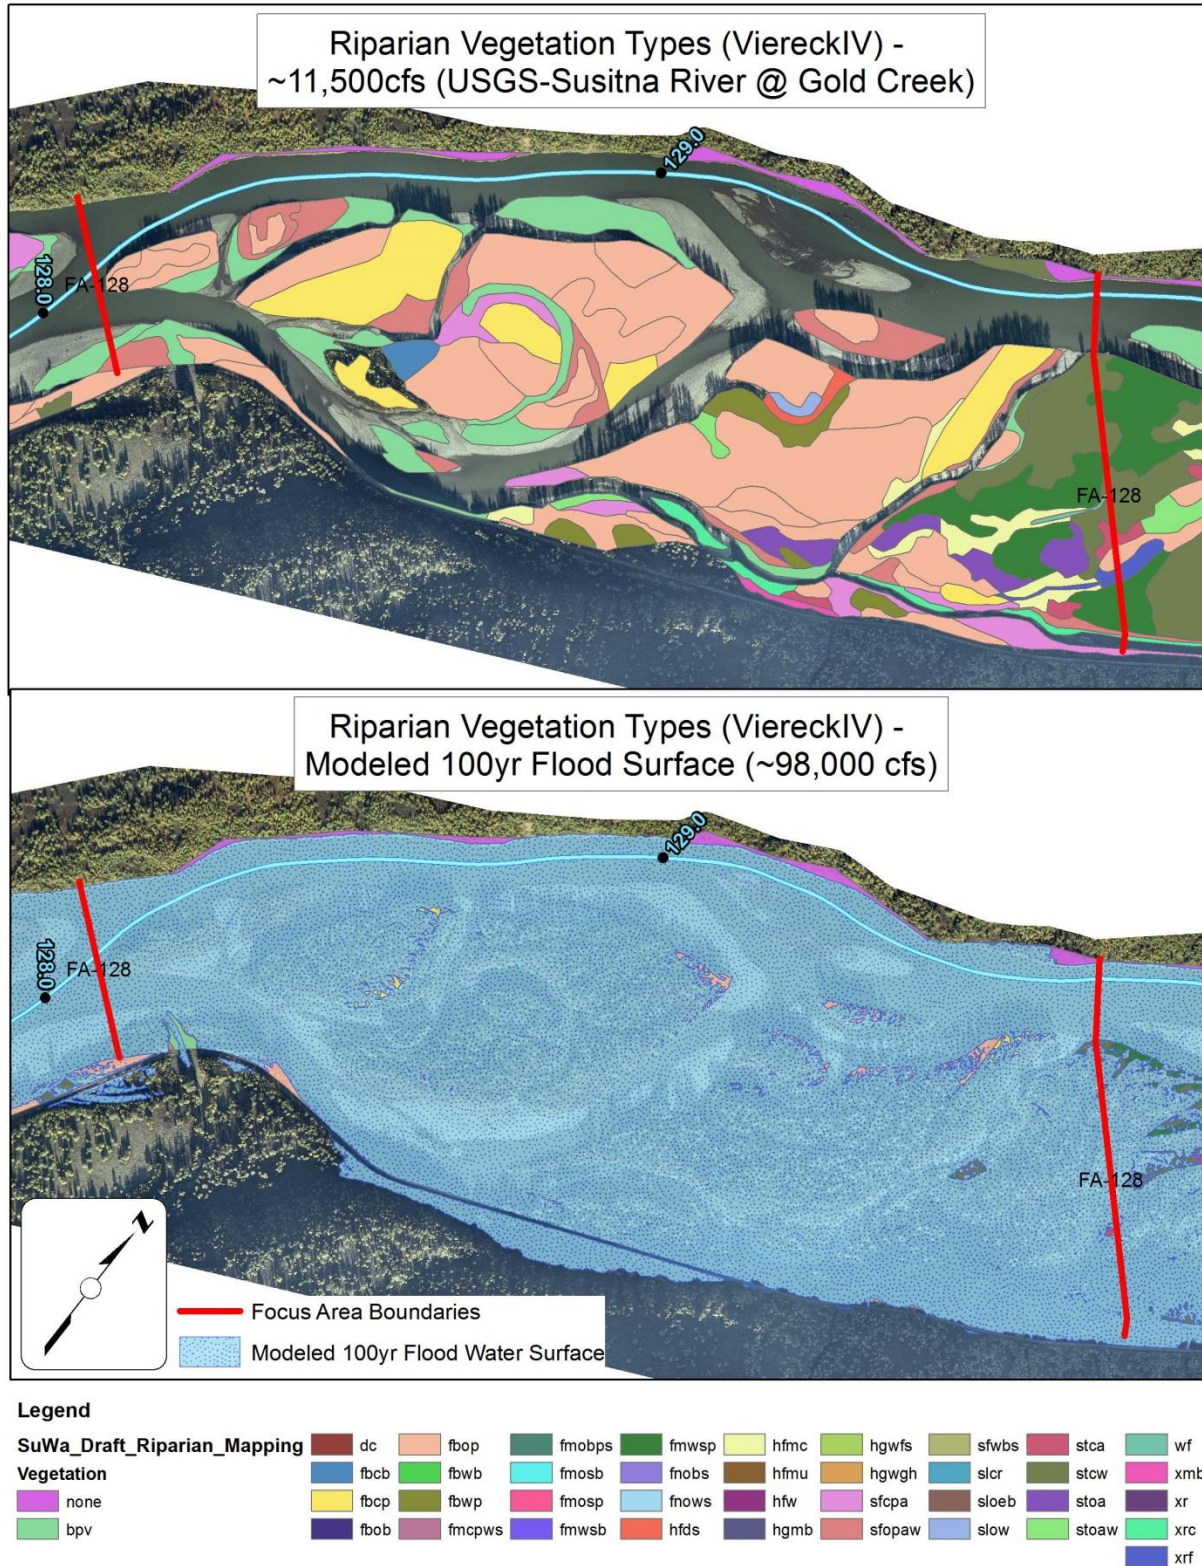 Riparian Vegetation Types (ViereckIV) -
~11,500cfs (USGS-Susitna River @ Gold Creek)
129.0
128.0
FA-128
FA-128
Riparian Vegetation Types (ViereckIV) -
Modeled 100yr Flood Surface (~98,000 cfs)
129.0
128.0
FA-128
FA-128
N
Focus Area Boundaries
Modeled 100yr Flood Water Surface
Legend
SuWa_Draft_Riparian_Mapping
Vegetation
none
bpv
dc
fbcb
fbcp
fbob
fbop
fbwb
fbwp
fmcpws
fmobps
fmosb
fmosp
fmwsb
fmwsp
fnobs
fnows
hfds
hfmc
hfmu
hfw
hgmb
hgwfs
hgwgh
sfcpa
sfopaw
sfwbs
slcr
sloeb
slow
stca
stcw
stoa
stoaw
wf
xmb
xr
xrc
xrf